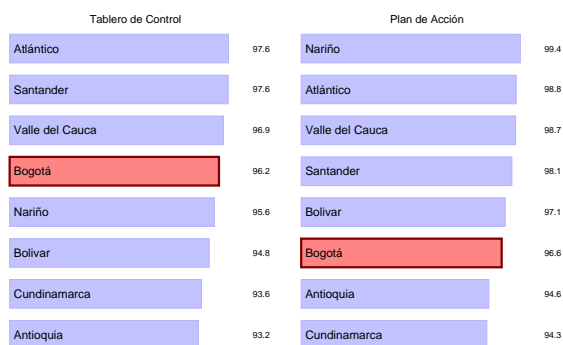 Tablero de Control
Atlántico 97.6
Santander 97.6
Valle del Cauca 96.9
Bogotá 96.2
Nariño 95.6
Bolivar 94.8
Cundinamarca 93.6
Antioquia 93.2
Plan de Acción
Nariño 99.4
Atlántico 98.8
Valle del Cauca 98.7
Santander 98.1
Bolivar 97.1
Bogotá 96.6
Antioquia 94.6
Cundinamarca 94.3